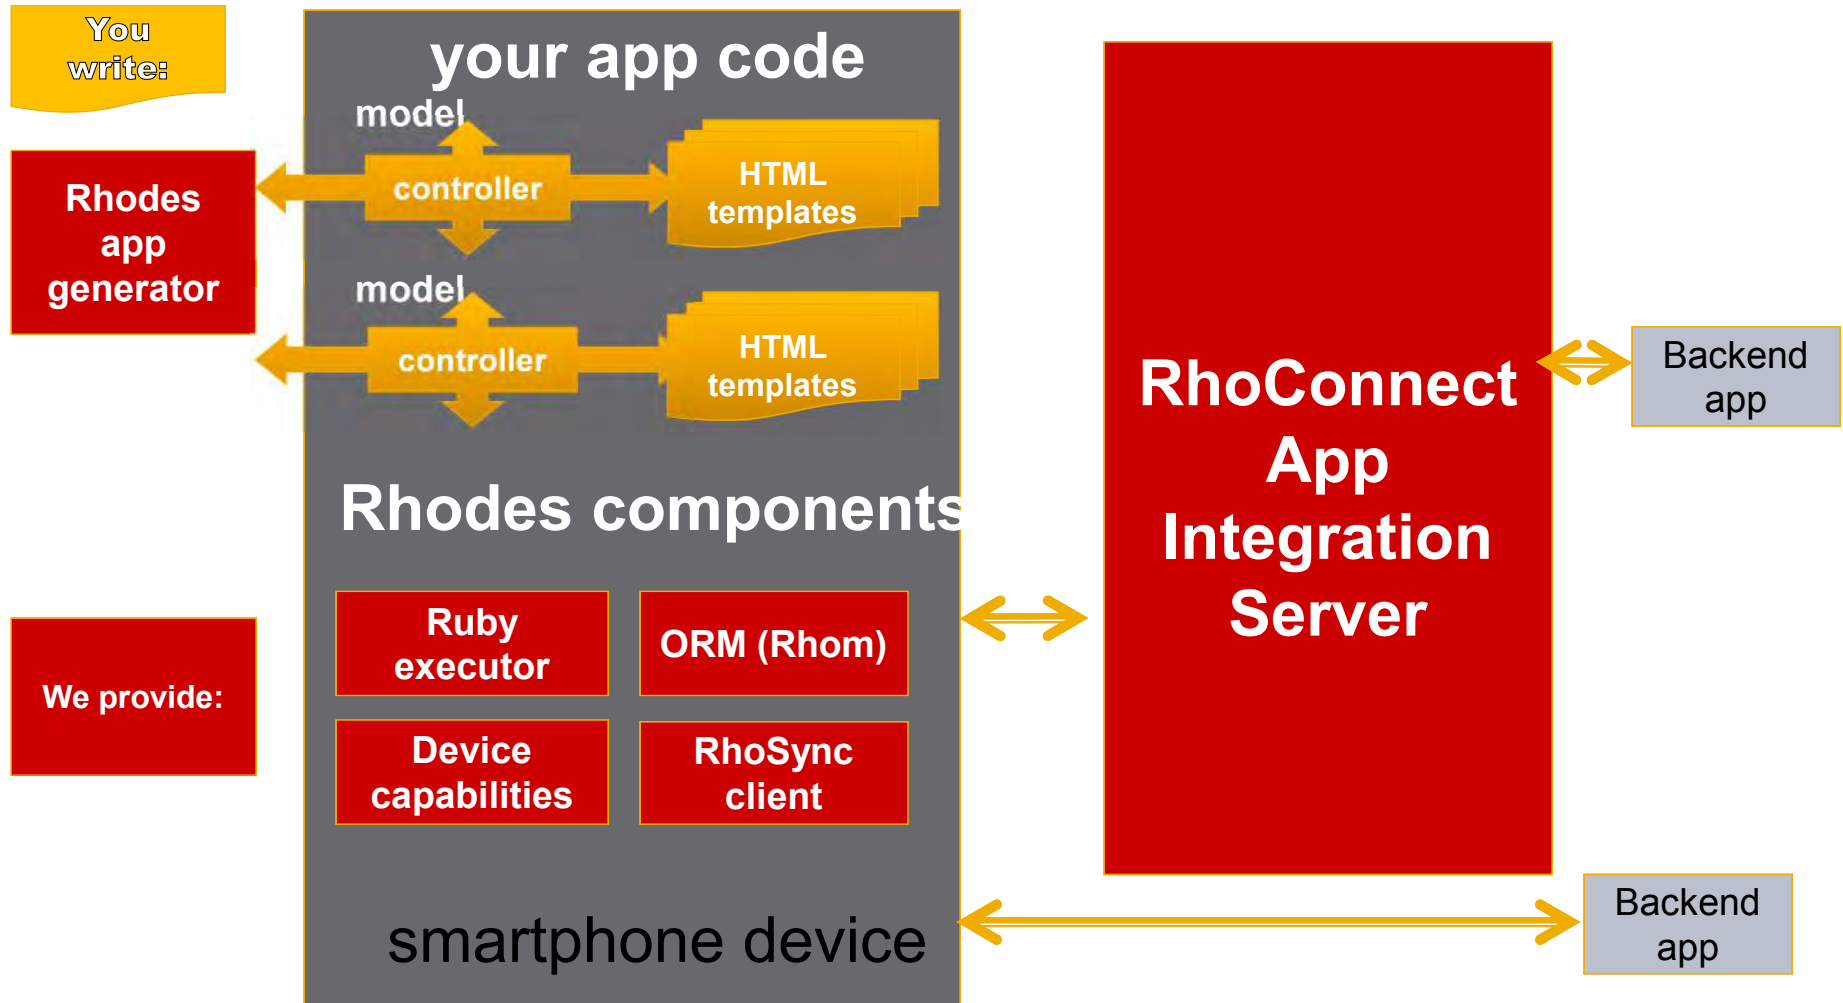 You
write:
your app code
model
controller
HTML
templates
Rhodes
app
generator
model
controller
HTML
templates
RhoConnect
App
Integration
Server
Backend
app
Rhodes components
Ruby
executor
ORM (Rhom)
We provide:
Device
capabilities
RhoSync
client
smartphone device
Backend
app